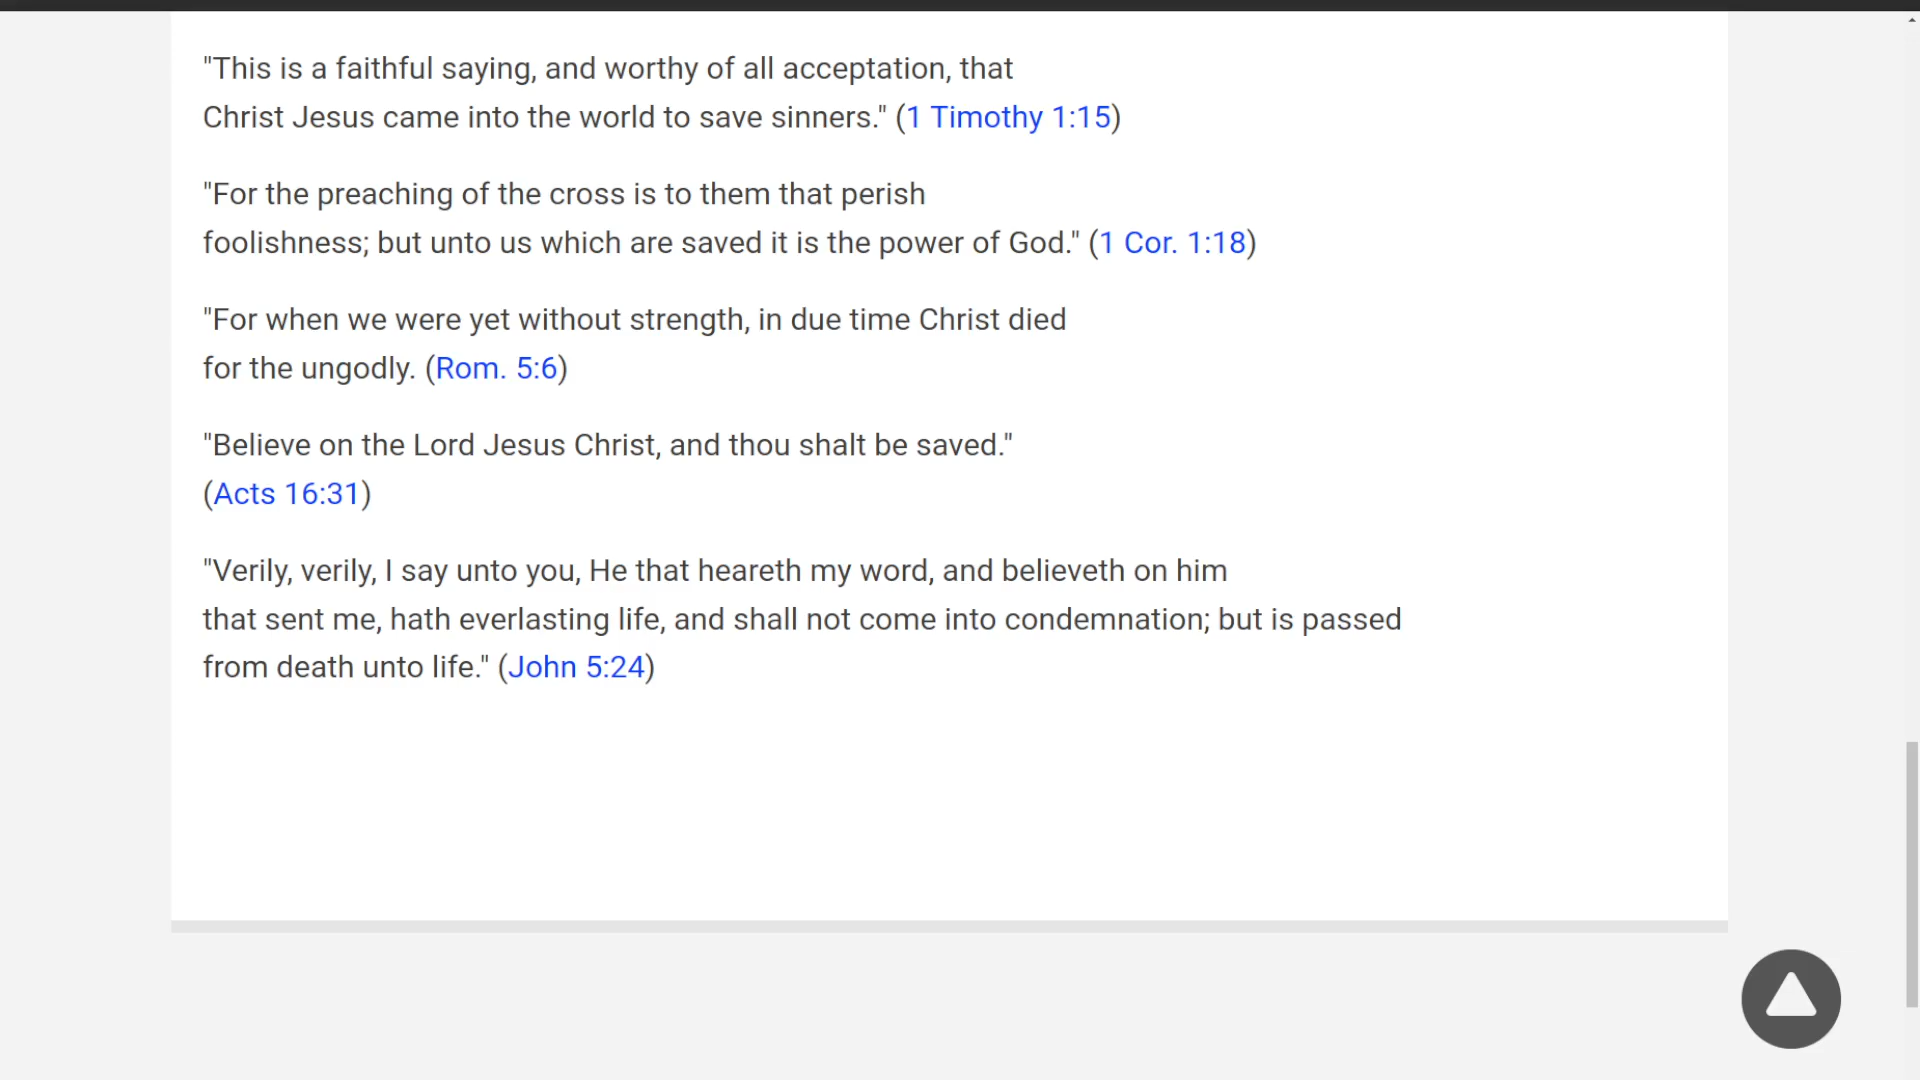 "This is a faithful saying, and worthy of all acceptation, that
Christ Jesus came into the world to save sinners." (1 Timothy 1:15)
"For the preaching of the cross is to them that perish
foolishness; but unto us which are saved it is the power of God." (1 Cor. 1:18)
"For when we were yet without strength, in due time Christ died
for the ungodly. (Rom. 5:6)
"Believe on the Lord Jesus Christ, and thou shalt be saved."
(Acts 16:31)
"Verily, verily, I say unto you, He that heareth my word, and believeth on him
that sent me, hath everlasting life, and shall not come into condemnation; but is passed
from death unto life." (John 5:24)